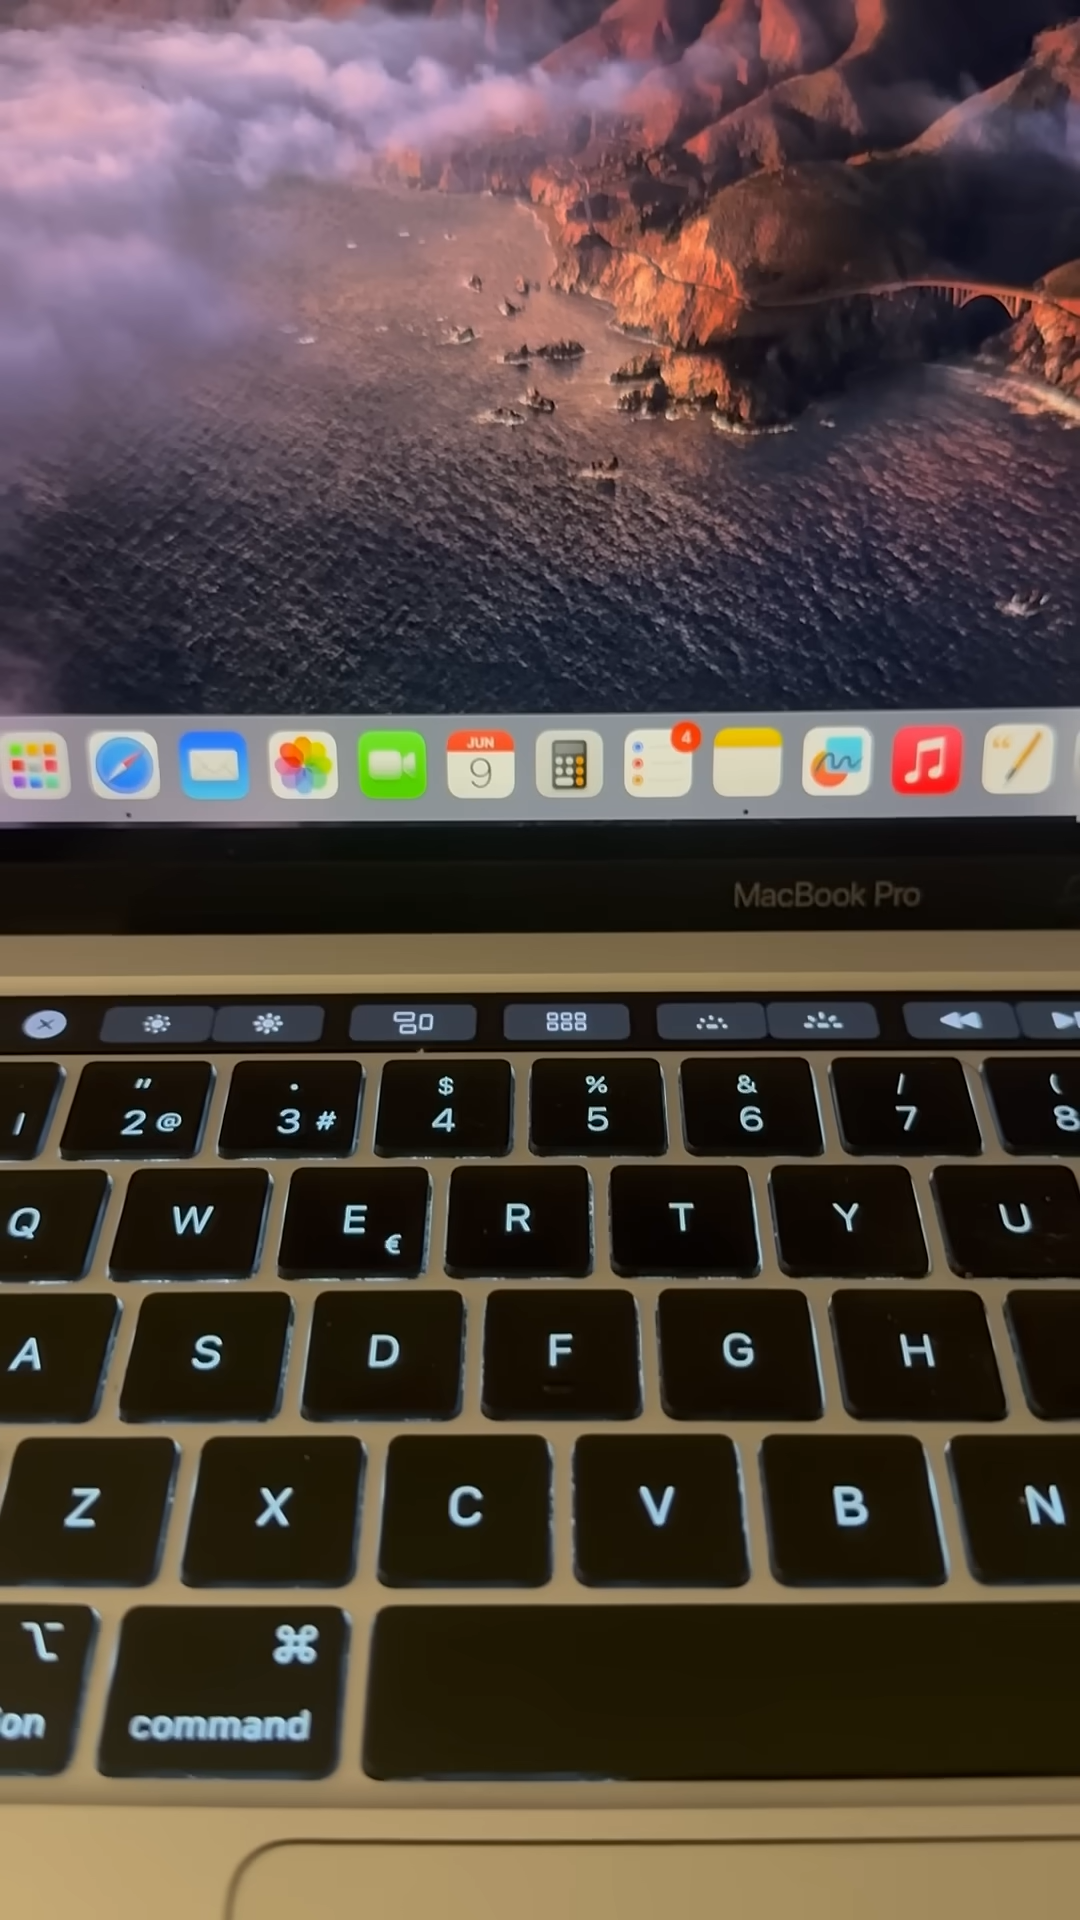 JUN
9
4
MacBook Pro
" · $ % & / (
2 @ 3 # 4 5 6 7 8
Q W E € R T Y U
A S D F G H
Z X C V B N
⌥ ⌘
on command